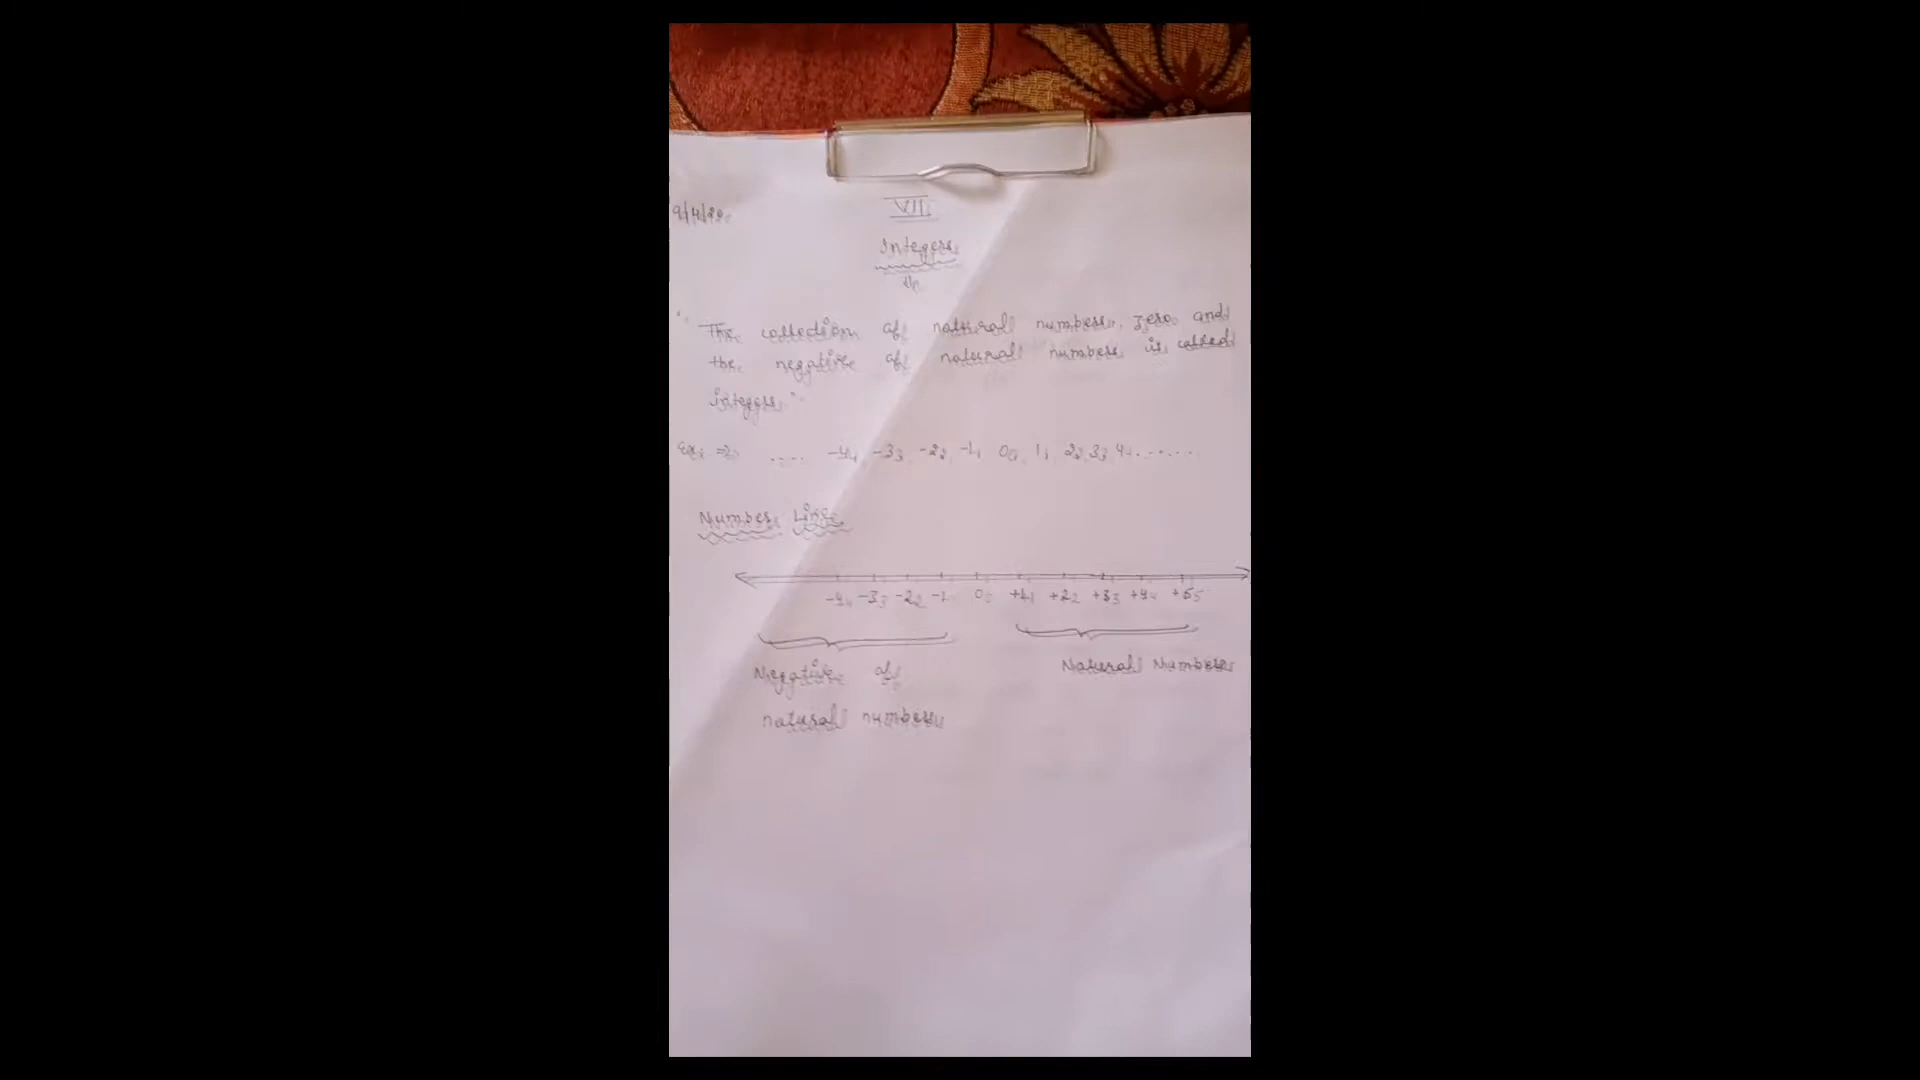 VII
Integers
" The collection of natural numbers, zero and
the negative of natural numbers is called
integers "
Ex: => ..... -4, -3, -2, -1, 0, 1, 2, 3, 4 .......
Number Line
-4 -3 -2 -1 0 +1 +2 +3 +4 +5
Negative of
natural numbers
Natural Numbers